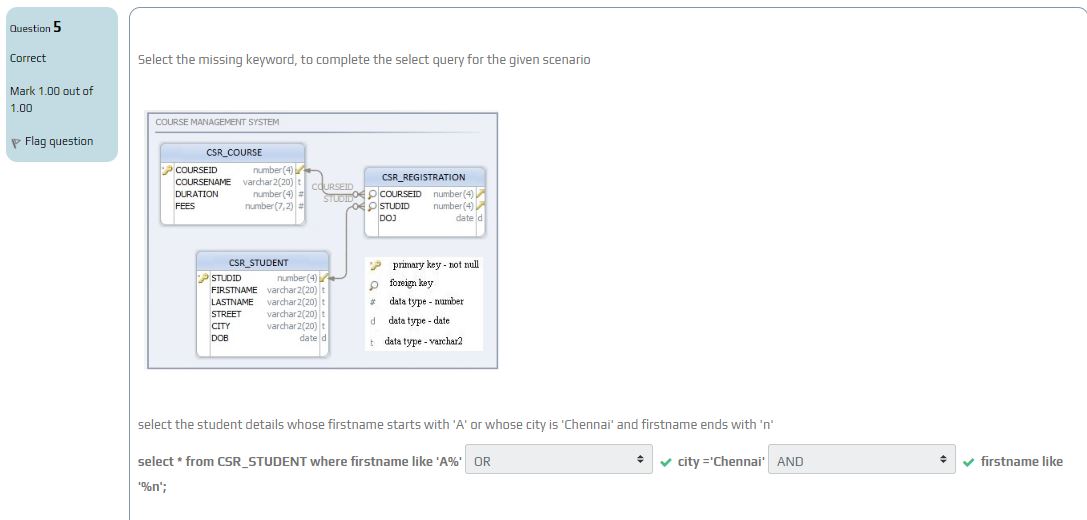 Question 5
Correct
Mark 1.00 out of
1.00
Flag question
Select the missing keyword, to complete the select query for the given scenario
COURSE MANAGEMENT SYSTEM
CSR_COURSE
COURSEID number(4)
COURSENAME varchar2(20) t
DURATION number(4) #
FEES number(7,2) #
COURSEID
STUDID
CSR_REGISTRATION
COURSEID number(4)
STUDID number(4)
DOJ date d
CSR_STUDENT
STUDID number(4)
FIRSTNAME varchar2(20) t
LASTNAME varchar2(20) t
STREET varchar2(20) t
CITY varchar2(20) t
DOB date d
primary key - not null
foreign key
# data type - number
d data type - date
t data type - varchar2
select the student details whose firstname starts with 'A' or whose city is 'Chennai' and firstname ends with 'n'
select * from CSR_STUDENT where firstname like 'A%' OR city ='Chennai' AND firstname like
'%n';